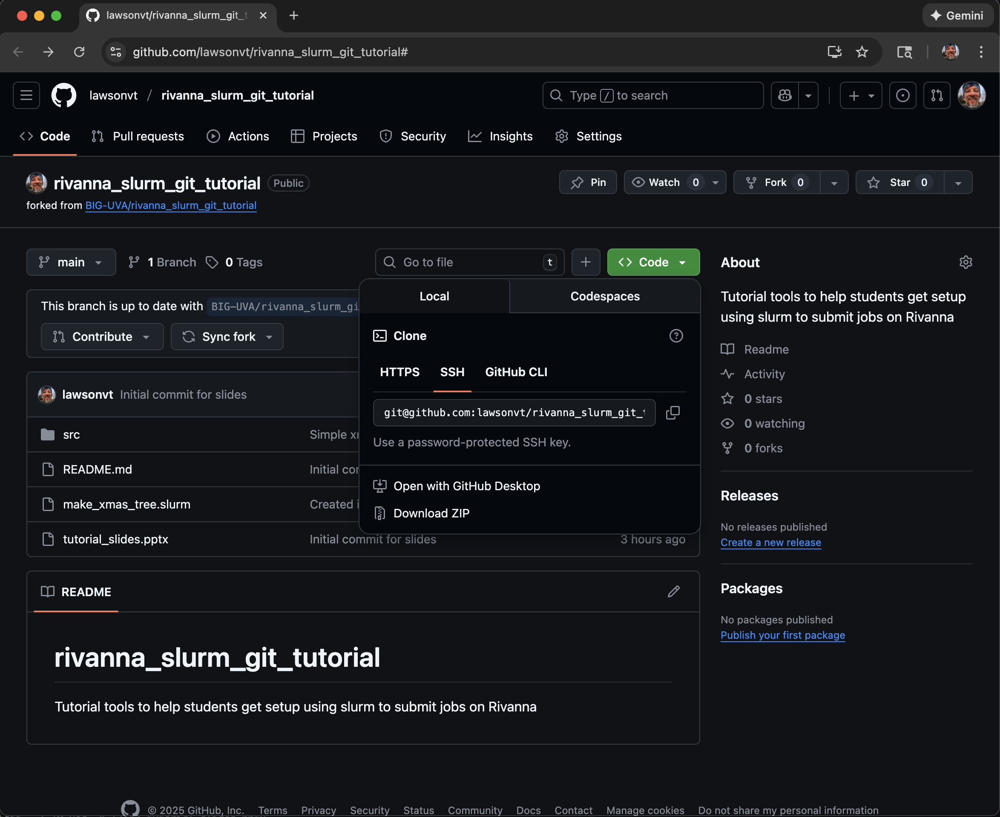 lawsonvt/rivanna_slurm_git_t
Gemini
github.com/lawsonvt/rivanna_slurm_git_tutorial#
lawsonvt / rivanna_slurm_git_tutorial
Type / to search
Code Pull requests Actions Projects Security Insights Settings
rivanna_slurm_git_tutorial Public
Pin Watch 0 Fork 0 Star 0
forked from BIG-UVA/rivanna_slurm_git_tutorial
main 1 Branch 0 Tags
Go to file t
Code
This branch is up to date with BIG-UVA/rivanna_slurm_gi
Contribute Sync fork
lawsonvt Initial commit for slides
src Simple
README.md Initial
make_xmas_tree.slurm Created
tutorial_slides.pptx Initial commit for slides 3 hours ago
Local Codespaces
Clone
HTTPS SSH GitHub CLI
git@github.com:lawsonvt/rivanna_slurm_git_
Use a password-protected SSH key.
Open with GitHub Desktop
Download ZIP
README
rivanna_slurm_git_tutorial
Tutorial tools to help students get setup using slurm to submit jobs on Rivanna
About
Tutorial tools to help students get setup
using slurm to submit jobs on Rivanna
Readme
Activity
0 stars
0 watching
0 forks
Releases
No releases published
Create a new release
Packages
No packages published
Publish your first package
© 2025 GitHub, Inc. Terms Privacy Security Status Community Docs Contact Manage cookies Do not share my personal information